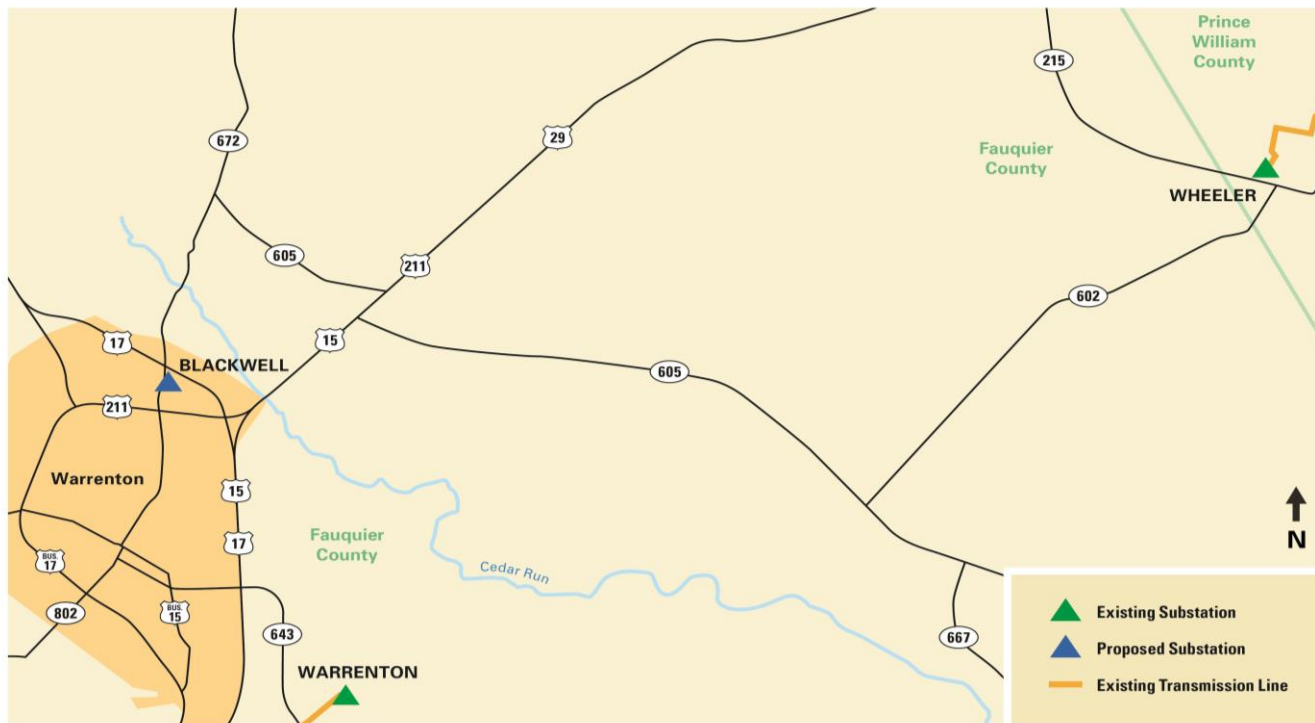 Prince
William
County
215
29
672
Fauquier
County
WHEELER
605
211
602
15
17
BLACKWELL
605
211
Warrenton
15
N
Fauquier
County
17
BUS.
17
Cedar Run
802
BUS.
15
643
667
WARRENTON
Existing Substation
Proposed Substation
Existing Transmission Line